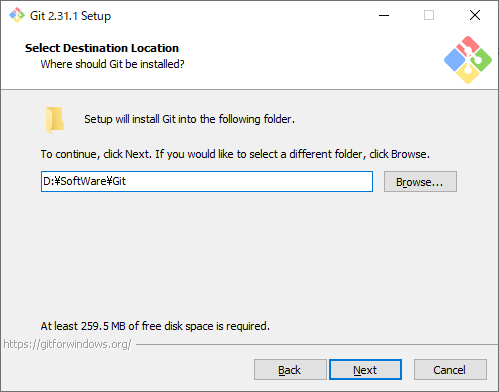 Git 2.31.1 Setup
Select Destination Location
Where should Git be installed?
Setup will install Git into the following folder.
To continue, click Next. If you would like to select a different folder, click Browse.
D:¥SoftWare¥Git
Browse...
At least 259.5 MB of free disk space is required.
https://gitforwindows.org/
Back
Next
Cancel